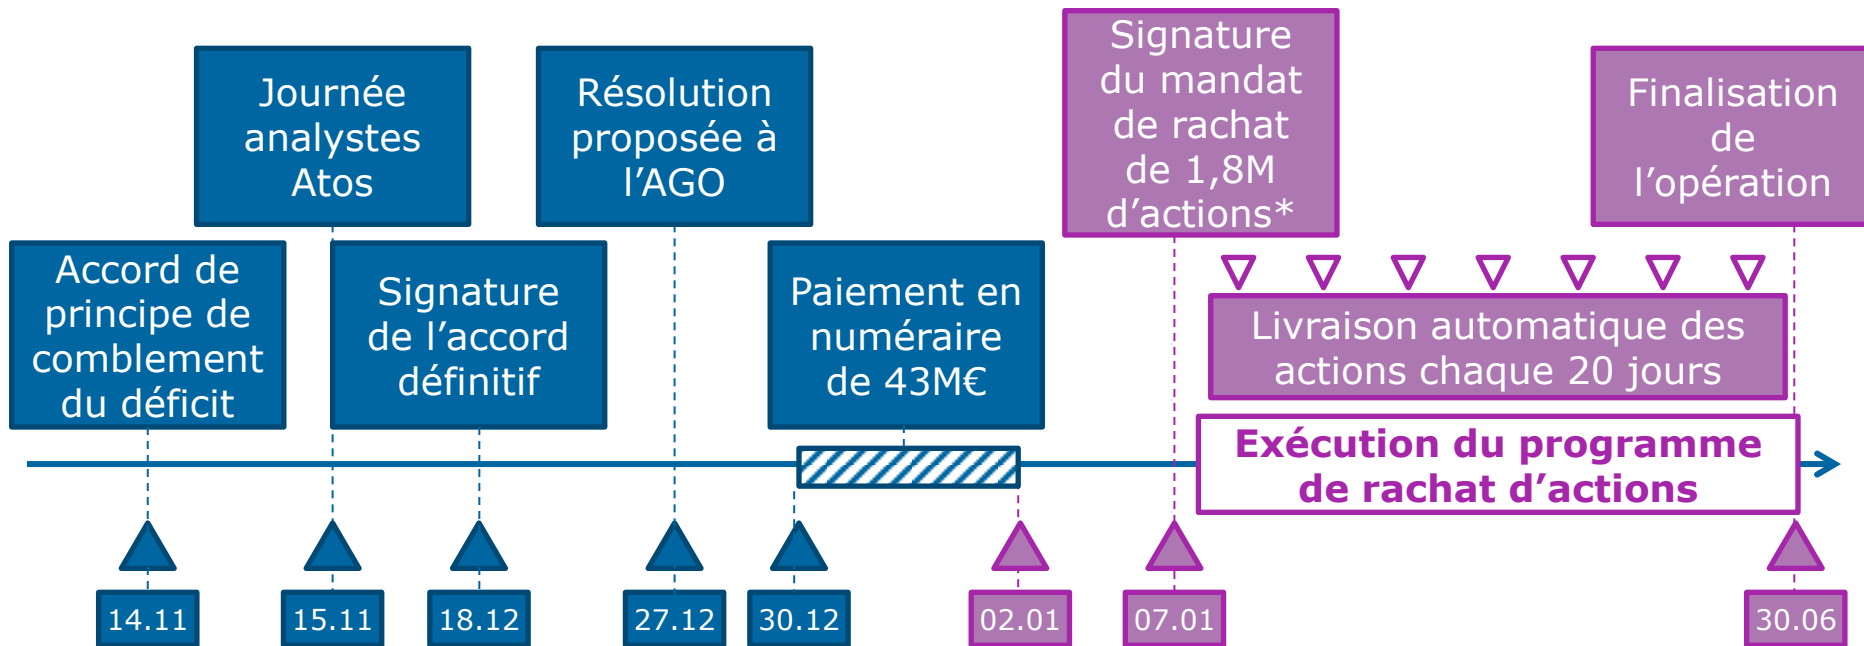 Journée
analystes
Atos
Résolution
proposée à
l’AGO
Signature
du mandat
de rachat
de 1,8M
d’actions*
Finalisation
de
l’opération
Accord de
principe de
comblement
du déficit
Signature
de l’accord
définitif
Paiement en
numéraire
de 43M€
Livraison automatique des
actions chaque 20 jours
Exécution du programme
de rachat d’actions
14.11
15.11
18.12
27.12
30.12
02.01
07.01
30.06